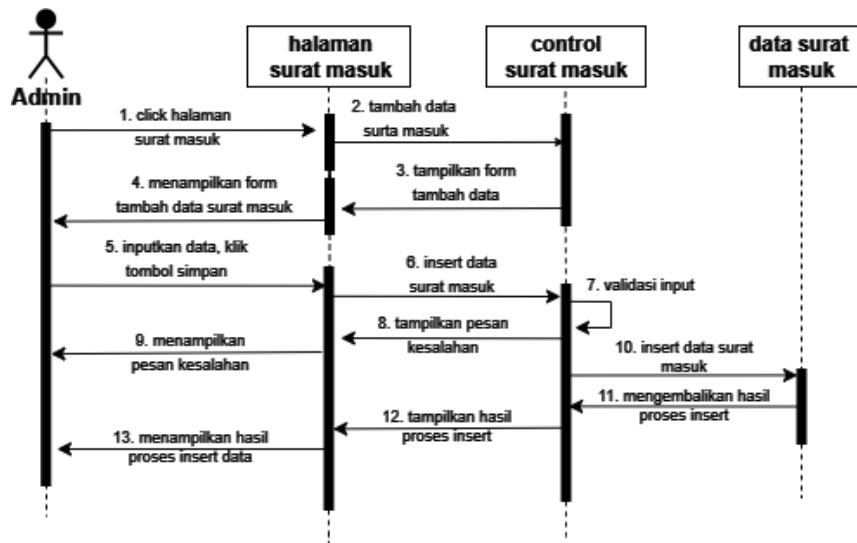 halaman
surat masuk
control
surat masuk
data surat
masuk
Admin
1. click halaman
surat masuk
2. tambah data
surta masuk
3. tampilkan form
tambah data
4. menampilkan form
tambah data surat masuk
5. inputkan data, klik
tombol simpan
6. insert data
surat masuk
7. validasi input
8. tampilkan pesan
kesalahan
9. menampilkan
pesan kesalahan
10. insert data surat
masuk
11. mengembalikan hasil
proses insert
12. tampilkan hasil
proses insert
13. menampilkan hasil
proses insert data